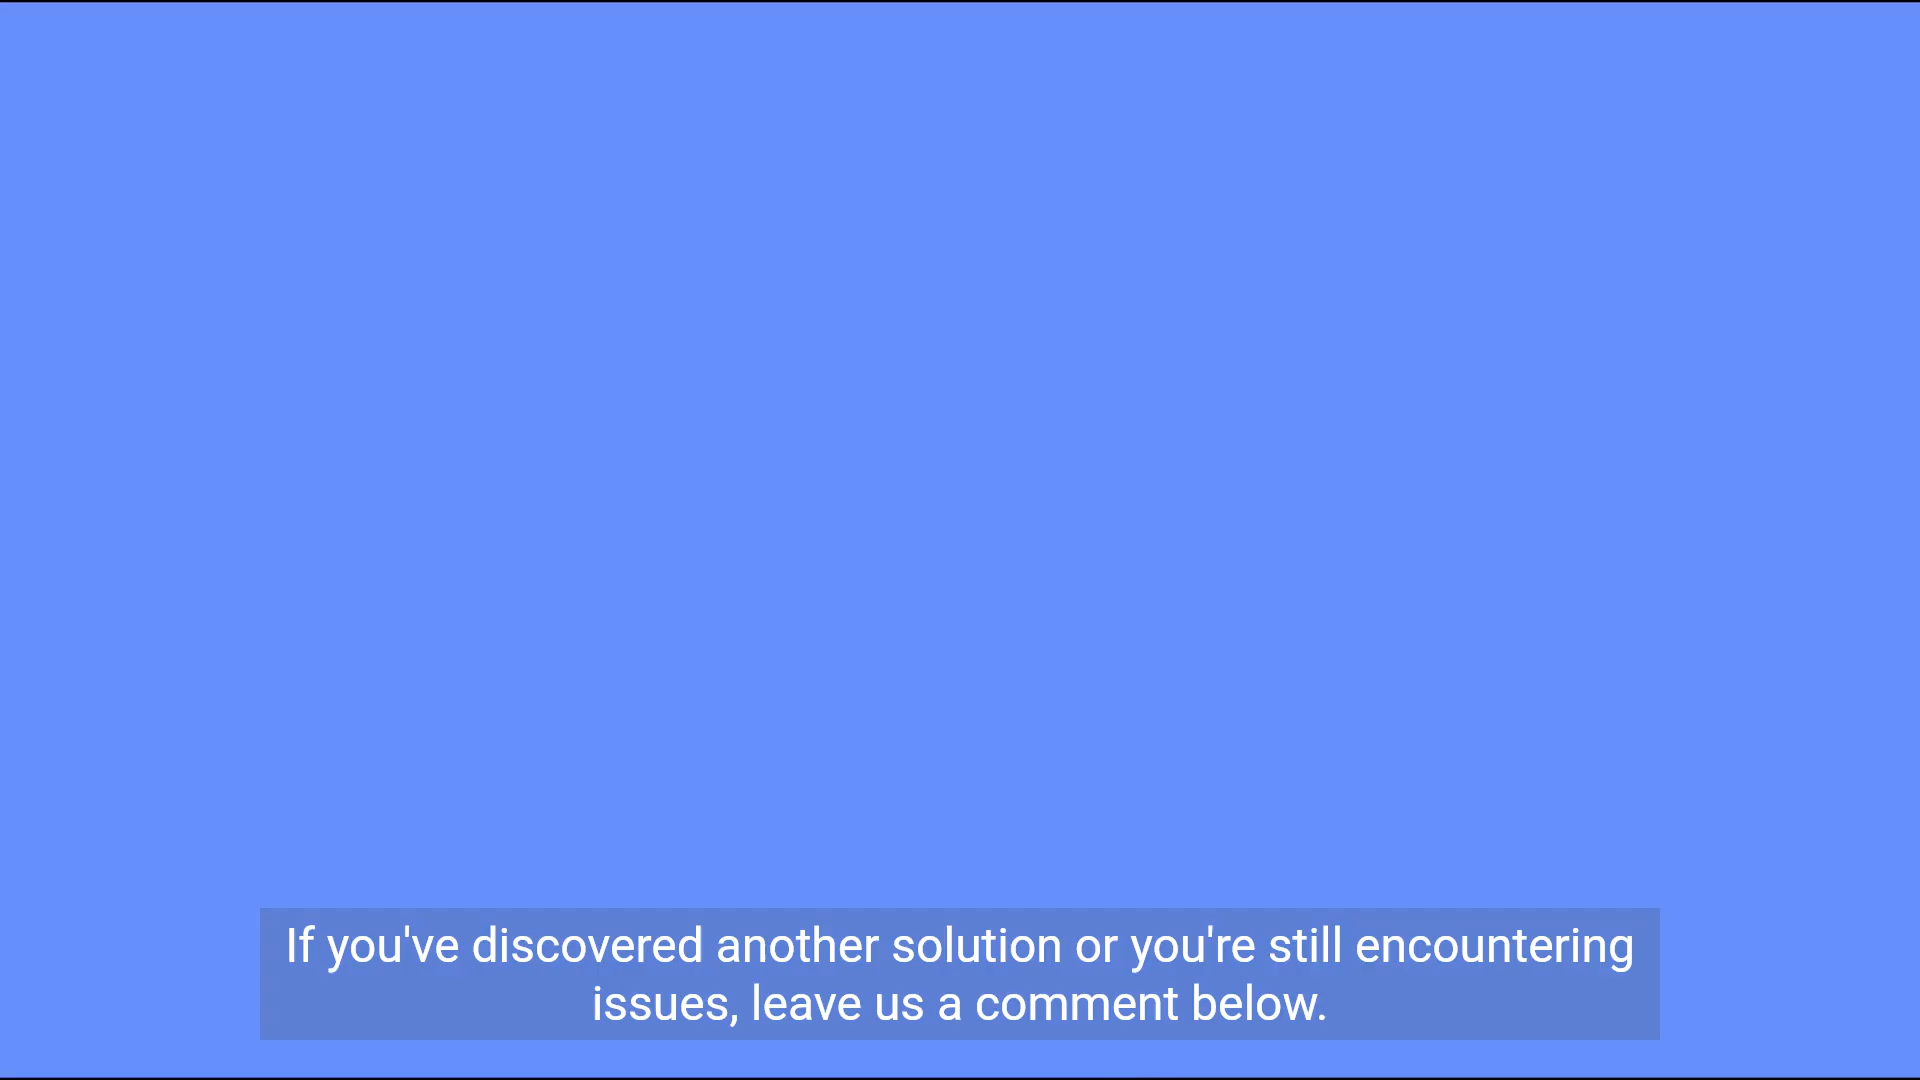 If you've discovered another solution or you're still encountering
issues, leave us a comment below.